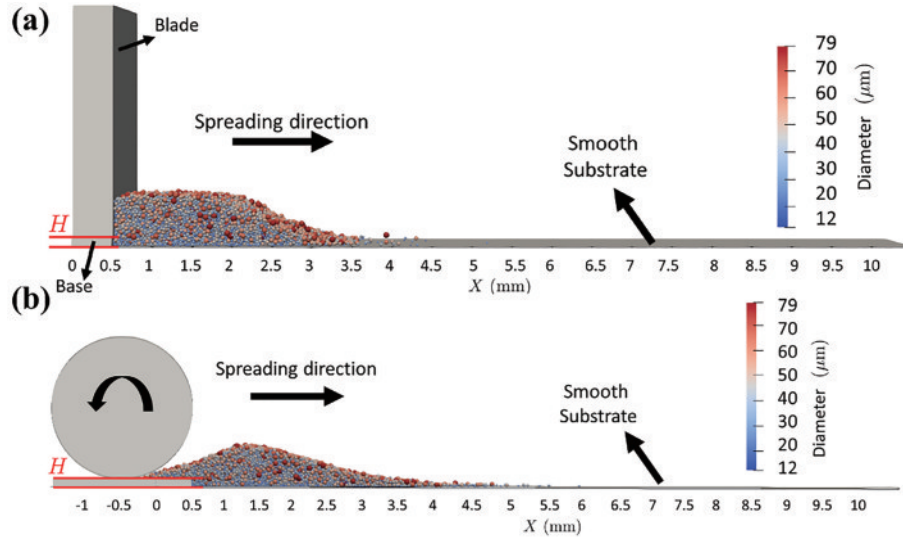 (a)
Blade
Spreading direction
Smooth
Substrate
79
70
60
50
40
30
20
12
Diameter (μm)
H
0 0.5 1 1.5 2 2.5 3 3.5 4 4.5 5 5.5 6 6.5 7 7.5 8 8.5 9 9.5 10
Base
X (mm)
(b)
Spreading direction
Smooth
Substrate
79
70
60
50
40
30
20
12
Diameter (μm)
H
-1 -0.5 0 0.5 1 1.5 2 2.5 3 3.5 4 4.5 5 5.5 6 6.5 7 7.5 8 8.5 9 9.5 10
X (mm)